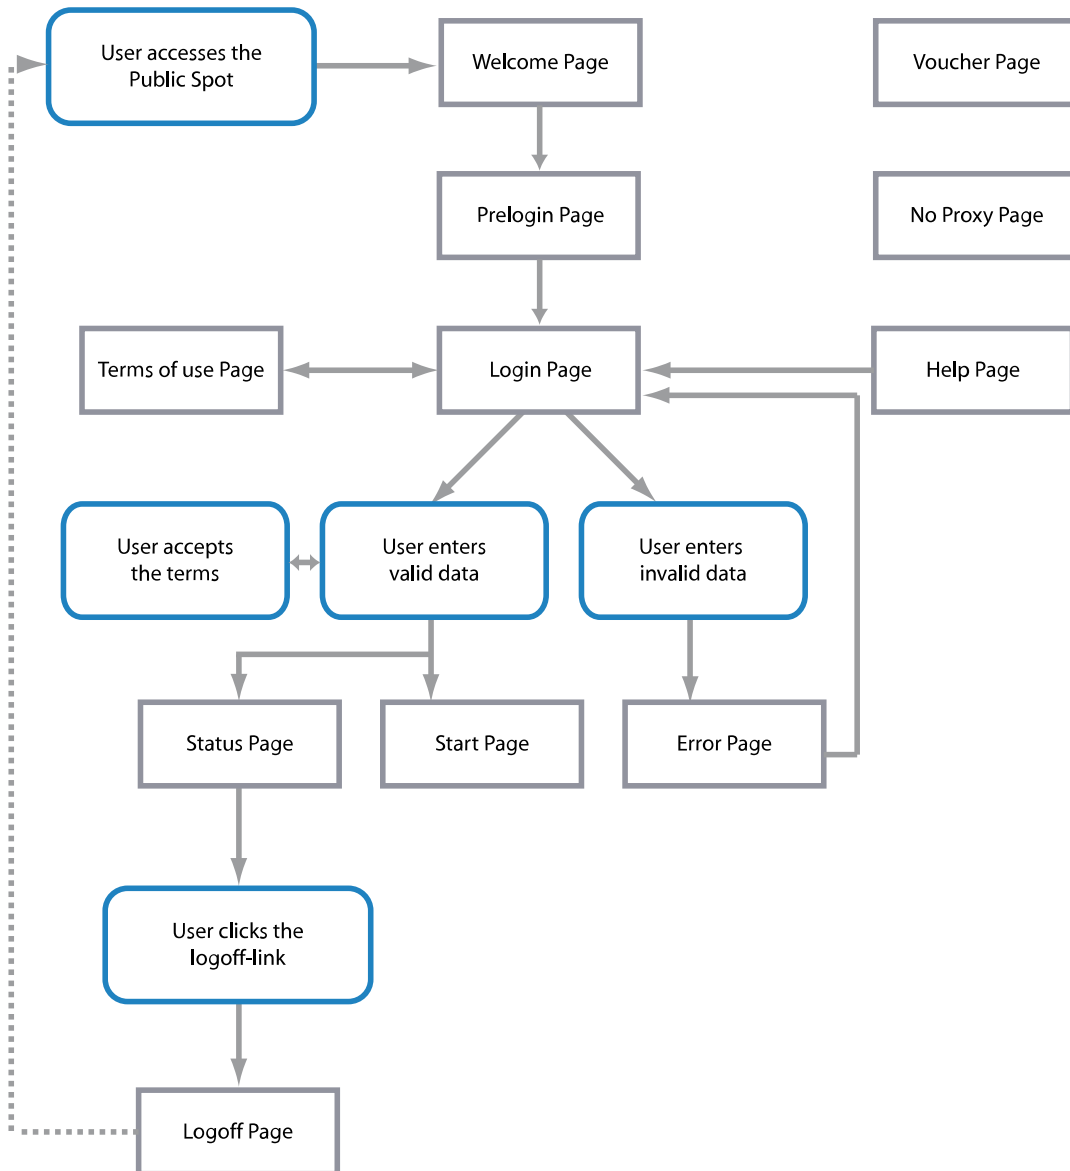 User accesses the
Public Spot
Welcome Page
Voucher Page
Prelogin Page
No Proxy Page
Terms of use Page
Login Page
Help Page
User accepts
the terms
User enters
valid data
User enters
invalid data
Status Page
Start Page
Error Page
User clicks the
logoff-link
Logoff Page